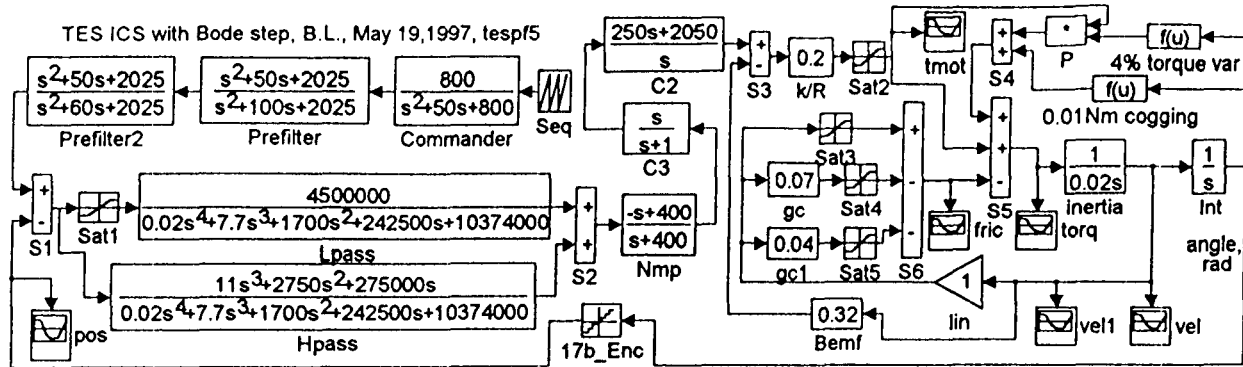 TES ICS with Bode step, B.L., May 19,1997, tespf5
s²+50s+2025
s²+60s+2025
Prefilter2
s²+50s+2025
s²+100s+2025
Prefilter
800
s²+50s+800
Commander
Seq
250s+2050
s
C2
s
s+1
C3
+
-
S3
0.2
k/R
Sat2
tmot
+
+
S4
*
P
f(u)
4% torque var
f(u)
0.01Nm cogging
+
-
S1
Sat1
4500000
0.02s⁴+7.7s³+1700s²+242500s+10374000
Lpass
11s³+2750s²+275000s
0.02s⁴+7.7s³+1700s²+242500s+10374000
Hpass
pos
+
+
S2
-s+400
s+400
Nmp
17b_Enc
Sat3
0.07
gc
Sat4
0.04
gc1
Sat5
+
-
-
S6
fric
+
+
-
S5
torq
1
0.02s
inertia
1
s
Int
angle,
rad
1
lin
0.32
Bemf
vel1
vel